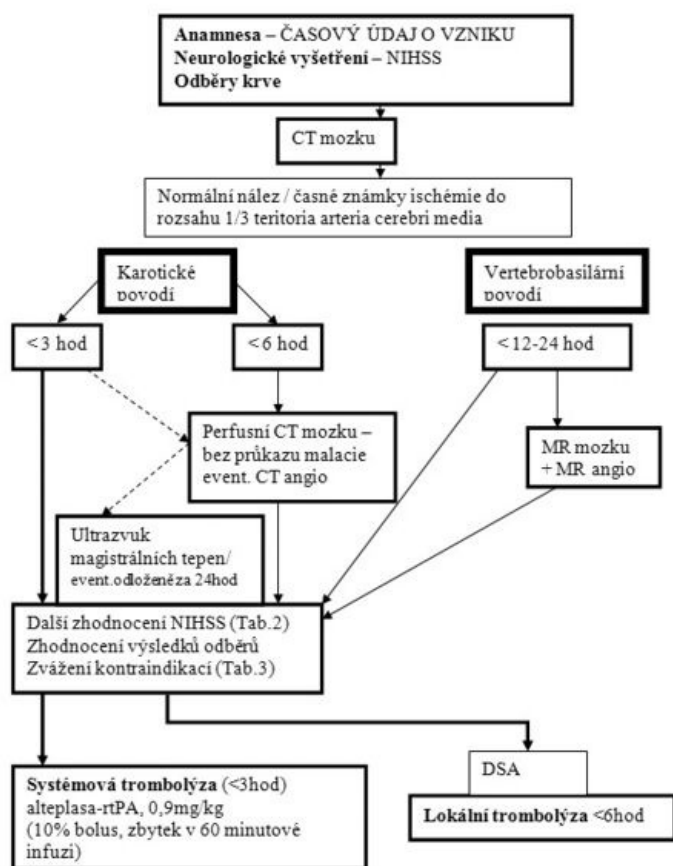 Anamnesa – ČASOVÝ ÚDAJ O VZNIKU
Neurologické vyšetření – NIHSS
Odběry krve
CT mozku
Normální nález / časné známky ischémie do
rozsahu 1/3 teritoria arteria cerebri media
Karotické
povodí
Vertebrobasilární
povodí
<3 hod
<6 hod
<12-24 hod
Perfusní CT mozku –
bez průkazu malacie
event. CT angio
MR mozku
+ MR angio
Ultrazvuk
magistrálních tepen/
event.odloženě za 24hod
Další zhodnocení NIHSS (Tab.2)
Zhodnocení výsledků odběrů
Zvážení kontraindikací (Tab.3)
Systémová trombolýza (<3hod)
alteplasa-rtPA, 0,9mg/kg
(10% bolus, zbytek v 60 minutové
infuzi)
DSA
Lokální trombolýza <6hod